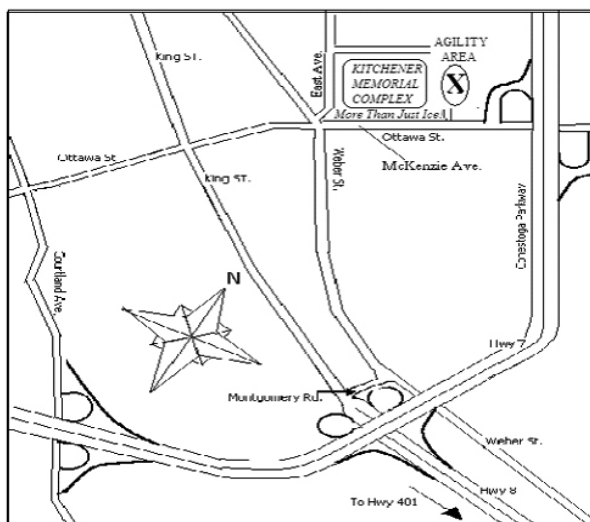 AGILITY
AREA
X
KITCHENER
MEMORIAL
COMPLEX
More Than Just Ice
East Ave.
King ST.
Ottawa St.
McKenzie Ave.
Ottawa St
King ST.
Weber St.
Courtland Ave.
Conestoga Parkway
N
Hwy 7
Montgomery Rd.
Weber St.
Hwy 8
To Hwy 401